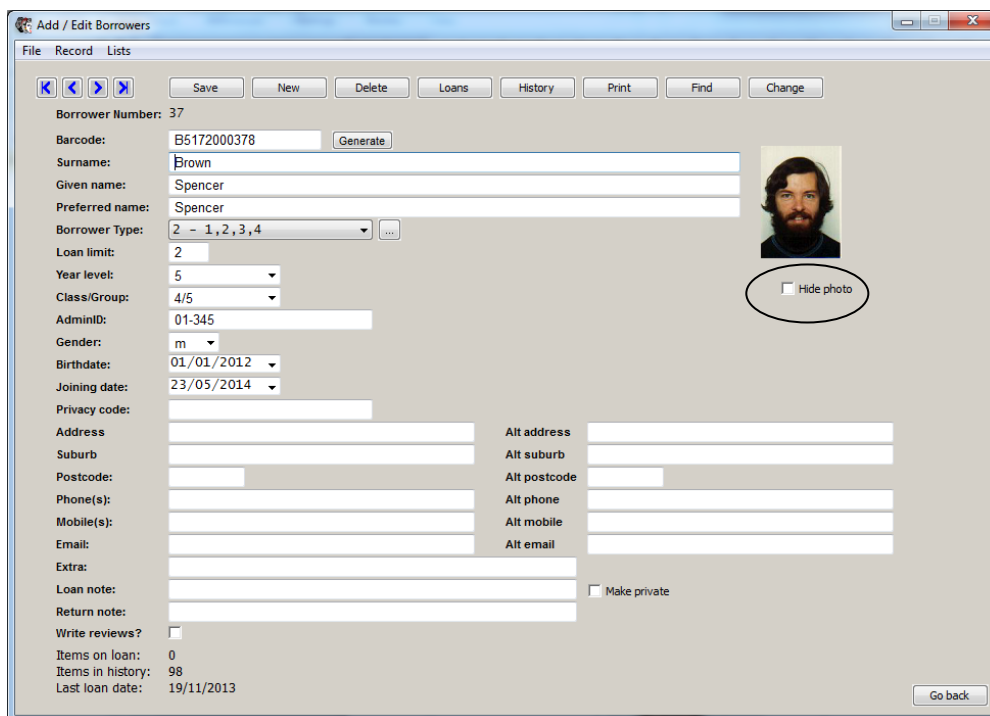 Add / Edit Borrowers
File Record Lists
Save New Delete Loans History Print Find Change
Borrower Number: 37
Barcode: B5172000378 Generate
Surname: Brown
Given name: Spencer
Preferred name: Spencer
Borrower Type: 2 - 1,2,3,4 ...
Loan limit: 2
Year level: 5
Hide photo
Class/Group: 4/5
AdminID: 01-345
Gender: m
Birthdate: 01/01/2012
Joining date: 23/05/2014
Privacy code:
Address Alt address
Suburb Alt suburb
Postcode: Alt postcode
Phone(s): Alt phone
Mobile(s): Alt mobile
Email: Alt email
Extra:
Loan note: Make private
Return note:
Write reviews?
Items on loan: 0
Items in history: 98
Last loan date: 19/11/2013
Go back